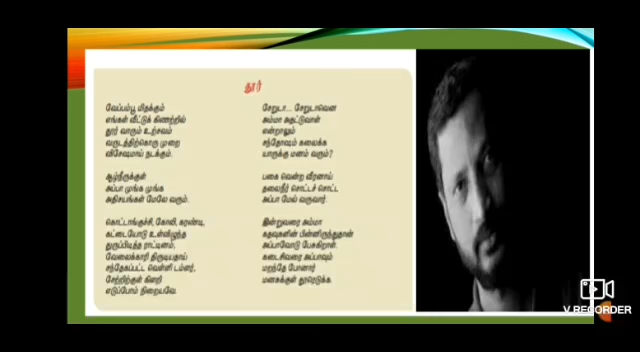 தூர்
வேப்பம்பூ மிதக்கும்
எங்கள் வீட்டுக் கிணற்றில்
தூர் வாரும் உற்சவம்
வருடத்திற்கொரு முறை
விசேஷமாய் நடக்கும்.
ஆழ்நீருக்குள்
அப்பா முங்க முங்க
அதிசயங்கள் மேலே வரும்.
கொட்டாங்குச்சி, கோலி, கரண்டி,
கட்டையோடு உள்விழுந்த
துருப்பிடித்த ராட்டினம்,
வேலைக்காரி திருடியதாய்
சந்தேகப்பட்ட வெள்ளி டம்ளர்,
சேற்றிற்குள் கிளறி
எடுப்போம் நிறையவே.
சேறுடா... சேறுடாவென
அம்மா அதட்டுவாள்
என்றாலும்
சந்தோஷம் கலைக்க
யாருக்கு மனம் வரும்?
பகை வென்ற வீரனாய்
தலைநீர் சொட்டச் சொட்ட
அப்பா மேல் வருவார்.
இன்றுவரை அம்மா
கதவுகளின் பின்னிருந்துதான்
அப்பாவோடு பேசுகிறாள்.
கடைசிவரை அப்பாவும்
மறந்தே போனார்
மனசுக்குள் தூரெடுக்க.
V RECORDER